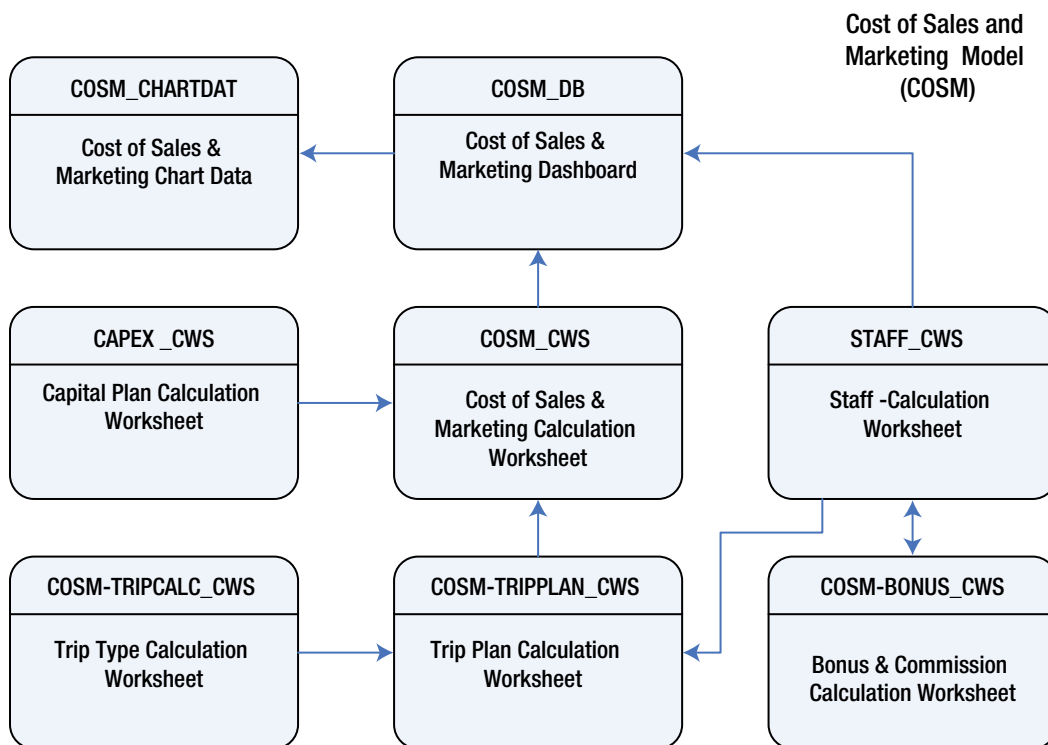 Cost of Sales and
Marketing Model
(COSM)
COSM_CHARTDAT
Cost of Sales &
Marketing Chart Data
COSM_DB
Cost of Sales &
Marketing Dashboard
CAPEX _CWS
Capital Plan Calculation
Worksheet
COSM_CWS
Cost of Sales &
Marketing Calculation
Worksheet
STAFF_CWS
Staff -Calculation
Worksheet
COSM-TRIPCALC_CWS
Trip Type Calculation
Worksheet
COSM-TRIPPLAN_CWS
Trip Plan Calculation
Worksheet
COSM-BONUS_CWS
Bonus & Commission
Calculation Worksheet